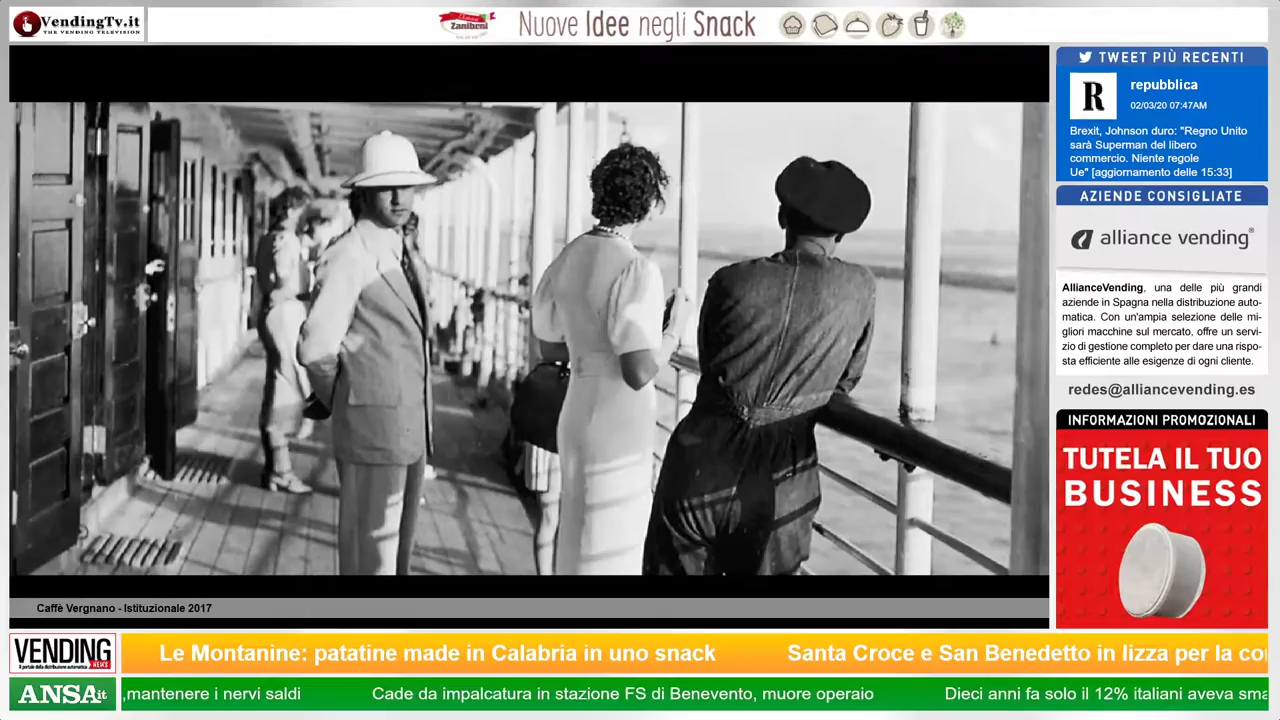 VendingTv.it
THE VENDING TELEVISION
Zaniboni
Nuove Idee negli Snack
TWEET PIÙ RECENTI
R
repubblica
02/03/20 07:47AM
Brexit, Johnson duro: "Regno Unito
sarà Superman del libero
commercio. Niente regole
Ue" [aggiornamento delle 15:33]
AZIENDE CONSIGLIATE
alliance vending®
AllianceVending, una delle più grandi
aziende in Spagna nella distribuzione auto-
matica. Con un'ampia selezione delle mi-
gliori macchine sul mercato, offre un servi-
zio di gestione completo per dare una rispo-
sta efficiente alle esigenze di ogni cliente.
redes@alliancevending.es
INFORMAZIONI PROMOZIONALI
TUTELA IL TUO
BUSINESS
Caffè Vergnano - Istituzionale 2017
VENDING
NEWS
Il portale della distribuzione automatica
Le Montanine: patatine made in Calabria in uno snack
Santa Croce e San Benedetto in lizza per la co
ANSA.it
,mantenere i nervi saldi
Cade da impalcatura in stazione FS di Benevento, muore operaio
Dieci anni fa solo il 12% italiani aveva sma